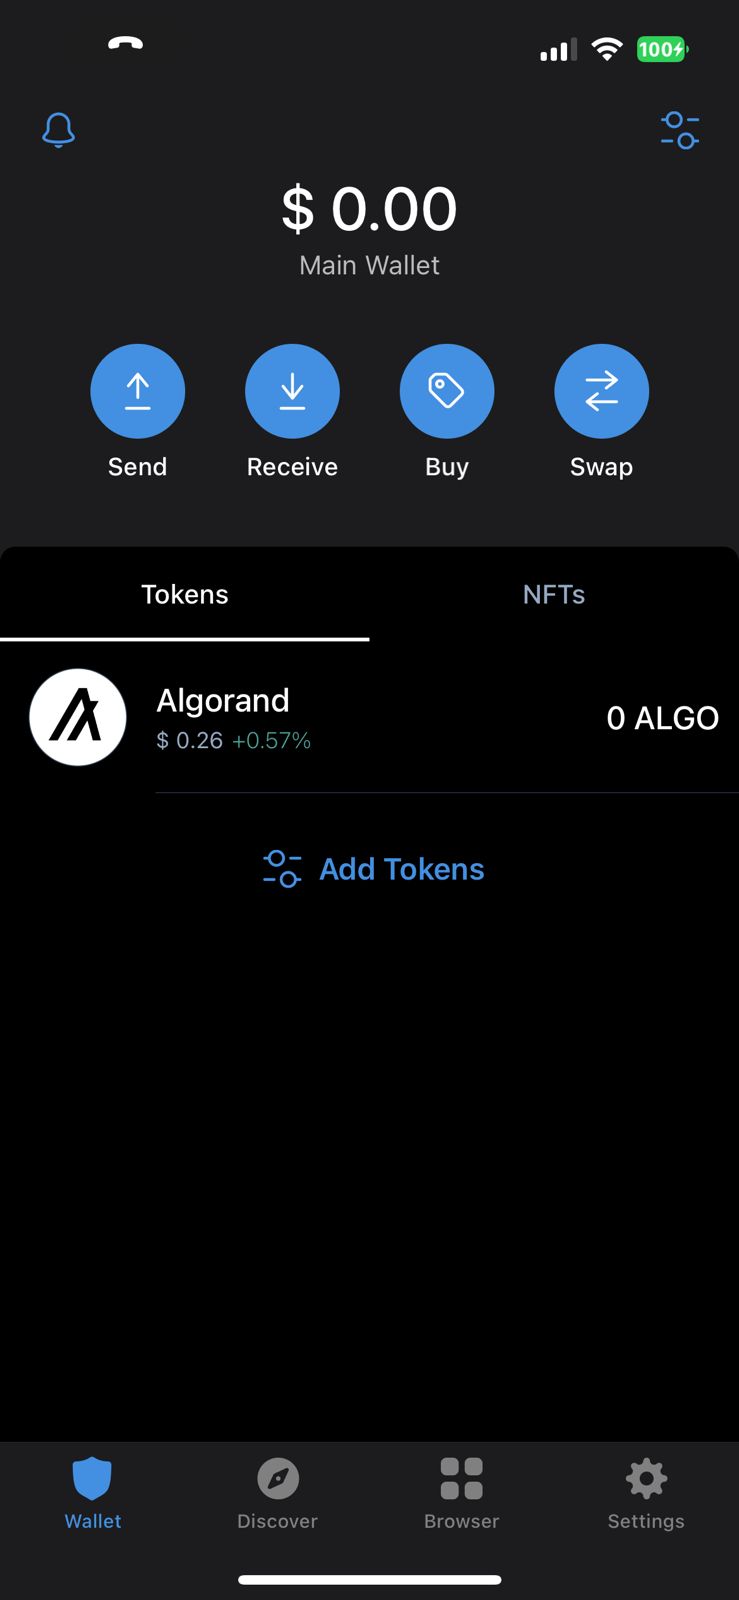 100
$ 0.00
Main Wallet
Send Receive Buy Swap
Tokens NFTs
Algorand
$ 0.26 +0.57%
0 ALGO
Add Tokens
Wallet Discover Browser Settings